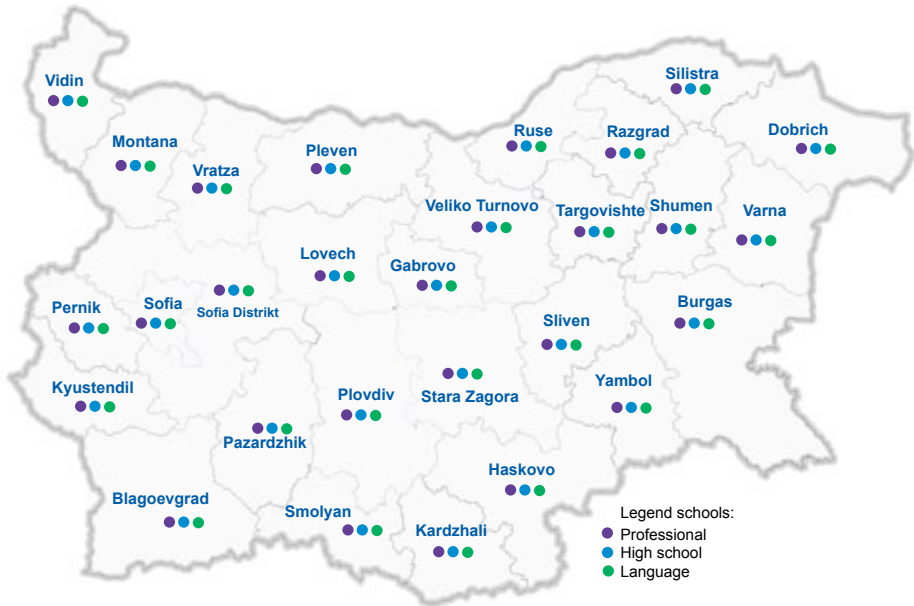 Vidin
Silistra
Montana
Vratza
Pleven
Ruse
Razgrad
Dobrich
Veliko Turnovo
Targovishte
Shumen
Varna
Lovech
Gabrovo
Pernik
Sofia
Sofia Distrikt
Sliven
Burgas
Kyustendil
Plovdiv
Stara Zagora
Yambol
Pazardzhik
Haskovo
Blagoevgrad
Smolyan
Kardzhali
Legend schools:
Professional
High school
Language